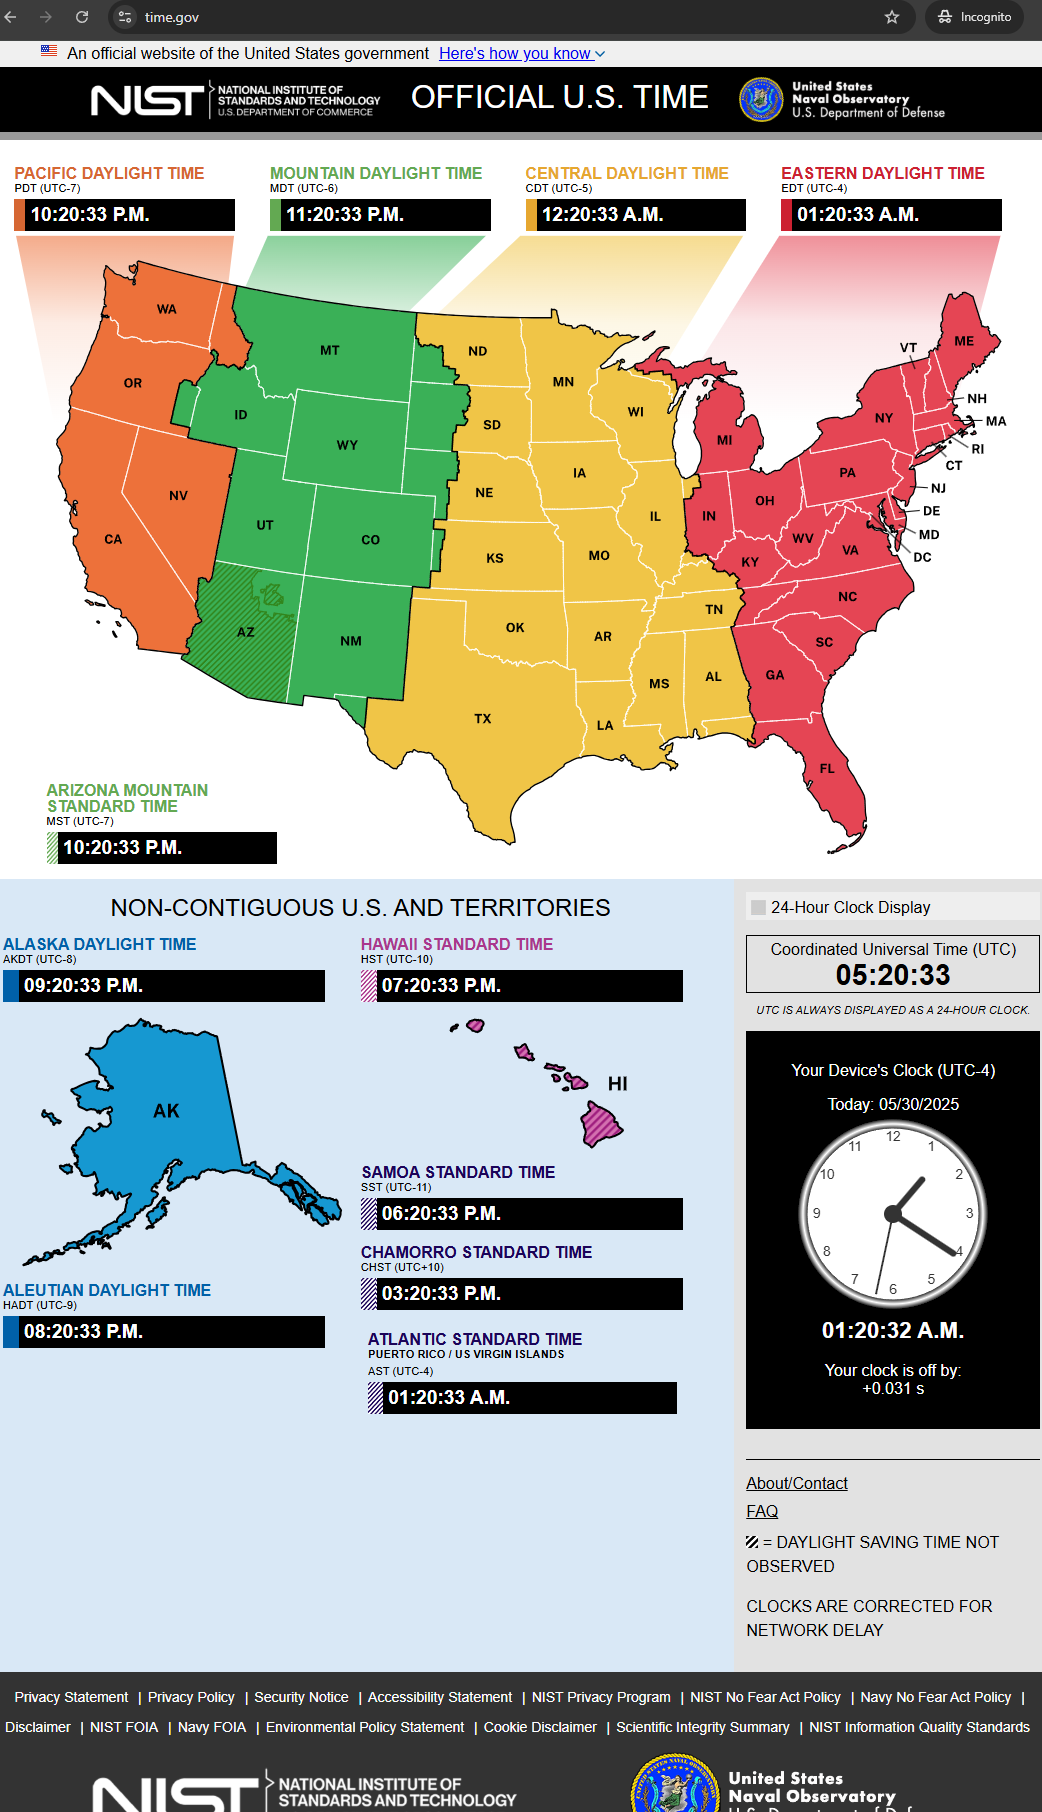 time.gov
Incognito
An official website of the United States government Here's how you know
NIST
NATIONAL INSTITUTE OF
STANDARDS AND TECHNOLOGY
U.S. DEPARTMENT OF COMMERCE
OFFICIAL U.S. TIME
United States
Naval Observatory
U.S. Department of Defense
PACIFIC DAYLIGHT TIME
PDT (UTC-7)
10:20:33 P.M.
MOUNTAIN DAYLIGHT TIME
MDT (UTC-6)
11:20:33 P.M.
CENTRAL DAYLIGHT TIME
CDT (UTC-5)
12:20:33 A.M.
EASTERN DAYLIGHT TIME
EDT (UTC-4)
01:20:33 A.M.
WA
OR
ID
MT
WY
NV
CA
UT
CO
AZ
NM
ND
SD
NE
KS
OK
TX
MN
IA
MO
AR
LA
WI
IL
MS
AL
TN
MI
IN
OH
KY
WV
VA
NC
SC
GA
FL
PA
NY
VT
ME
NH
MA
RI
CT
NJ
DE
MD
DC
ARIZONA MOUNTAIN
STANDARD TIME
MST (UTC-7)
10:20:33 P.M.
NON-CONTIGUOUS U.S. AND TERRITORIES
ALASKA DAYLIGHT TIME
AKDT (UTC-8)
09:20:33 P.M.
AK
ALEUTIAN DAYLIGHT TIME
HADT (UTC-9)
08:20:33 P.M.
HAWAII STANDARD TIME
HST (UTC-10)
07:20:33 P.M.
HI
SAMOA STANDARD TIME
SST (UTC-11)
06:20:33 P.M.
CHAMORRO STANDARD TIME
CHST (UTC+10)
03:20:33 P.M.
ATLANTIC STANDARD TIME
PUERTO RICO / US VIRGIN ISLANDS
AST (UTC-4)
01:20:33 A.M.
24-Hour Clock Display
Coordinated Universal Time (UTC)
05:20:33
UTC IS ALWAYS DISPLAYED AS A 24-HOUR CLOCK.
Your Device's Clock (UTC-4)
Today: 05/30/2025
12
1
2
3
4
5
6
7
8
9
10
11
01:20:32 A.M.
Your clock is off by:
+0.031 s
About/Contact
FAQ
= DAYLIGHT SAVING TIME NOT
OBSERVED
CLOCKS ARE CORRECTED FOR
NETWORK DELAY
Privacy Statement | Privacy Policy | Security Notice | Accessibility Statement | NIST Privacy Program | NIST No Fear Act Policy | Navy No Fear Act Policy |
Disclaimer | NIST FOIA | Navy FOIA | Environmental Policy Statement | Cookie Disclaimer | Scientific Integrity Summary | NIST Information Quality Standards
NIST
NATIONAL INSTITUTE OF
STANDARDS AND TECHNOLOGY
United States
Naval Observatory